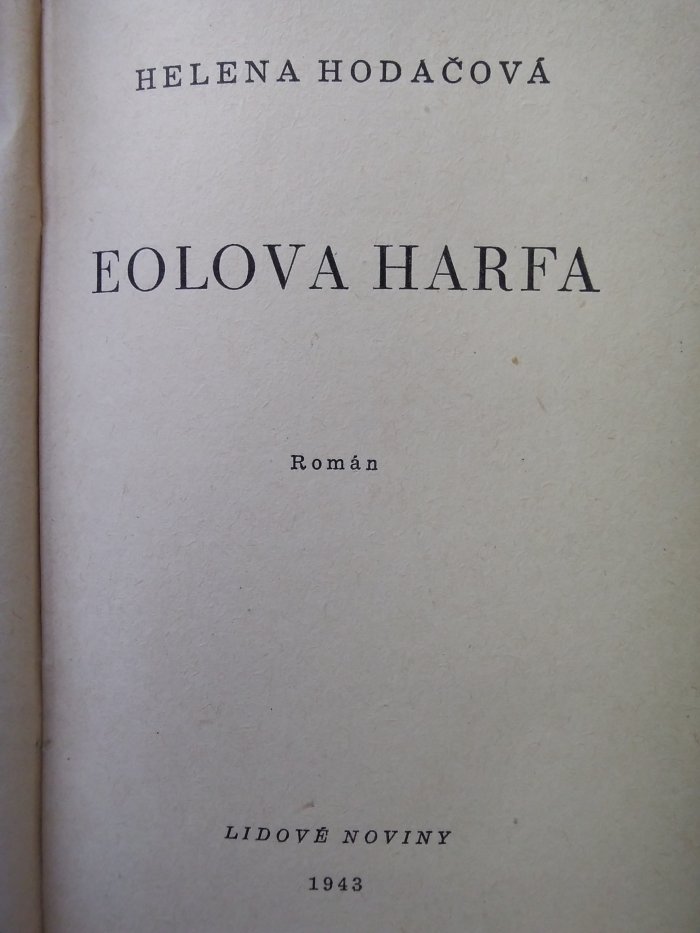 HELENA HODAČOVÁ
EOLOVA HARFA
Román
LIDOVÉ NOVINY
1943